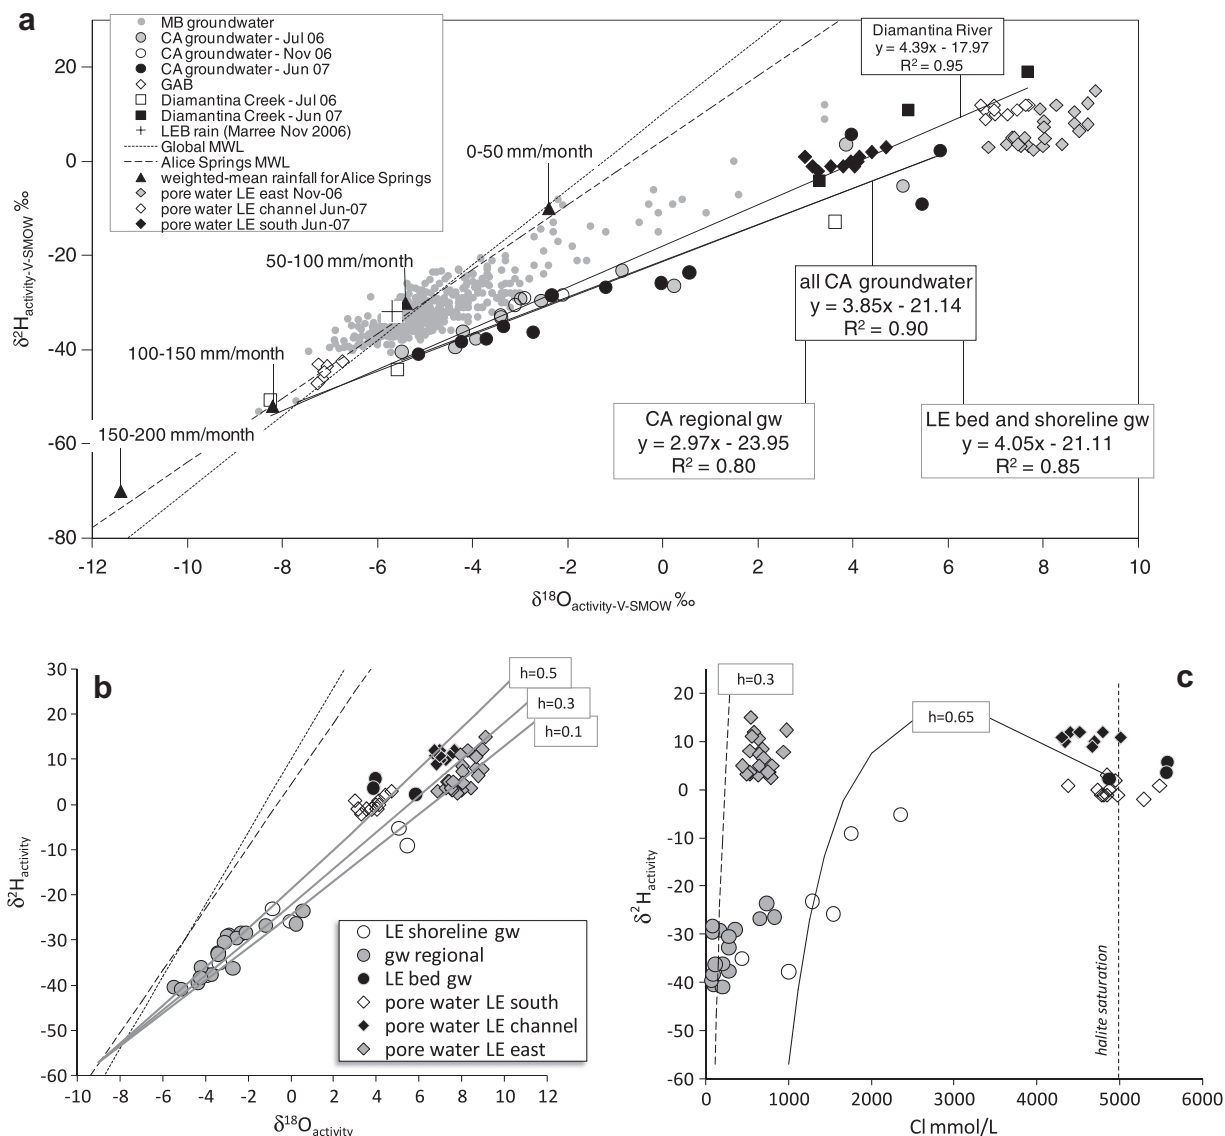 a
MB groundwater
CA groundwater - Jul 06
CA groundwater - Nov 06
CA groundwater - Jun 07
GAB
Diamantina Creek - Jul 06
Diamantina Creek - Jun 07
LEB rain (Marree Nov 2006)
Global MWL
Alice Springs MWL
weighted-mean rainfall for Alice Springs
pore water LE east Nov-06
pore water LE channel Jun-07
pore water LE south Jun-07
Diamantina River
y = 4.39x - 17.97
R² = 0.95
0-50 mm/month
50-100 mm/month
100-150 mm/month
150-200 mm/month
all CA groundwater
y = 3.85x - 21.14
R² = 0.90
CA regional gw
y = 2.97x - 23.95
R² = 0.80
LE bed and shoreline gw
y = 4.05x - 21.11
R² = 0.85
20
0
-20
-40
-60
-80
δ²H activity-V-SMOW ‰
-12 -10 -8 -6 -4 -2 0 2 4 6 8 10
δ¹⁸O activity-V-SMOW ‰
b
h=0.5
h=0.3
h=0.1
30
20
10
0
-10
-20
-30
-40
-50
-60
δ²H activity
LE shoreline gw
gw regional
LE bed gw
pore water LE south
pore water LE channel
pore water LE east
-10 -8 -6 -4 -2 0 2 4 6 8 10 12
δ¹⁸O activity
c
h=0.3
h=0.65
20
10
0
-10
-20
-30
-40
-50
-60
δ²H activity
halite saturation
0 1000 2000 3000 4000 5000 6000
Cl mmol/L